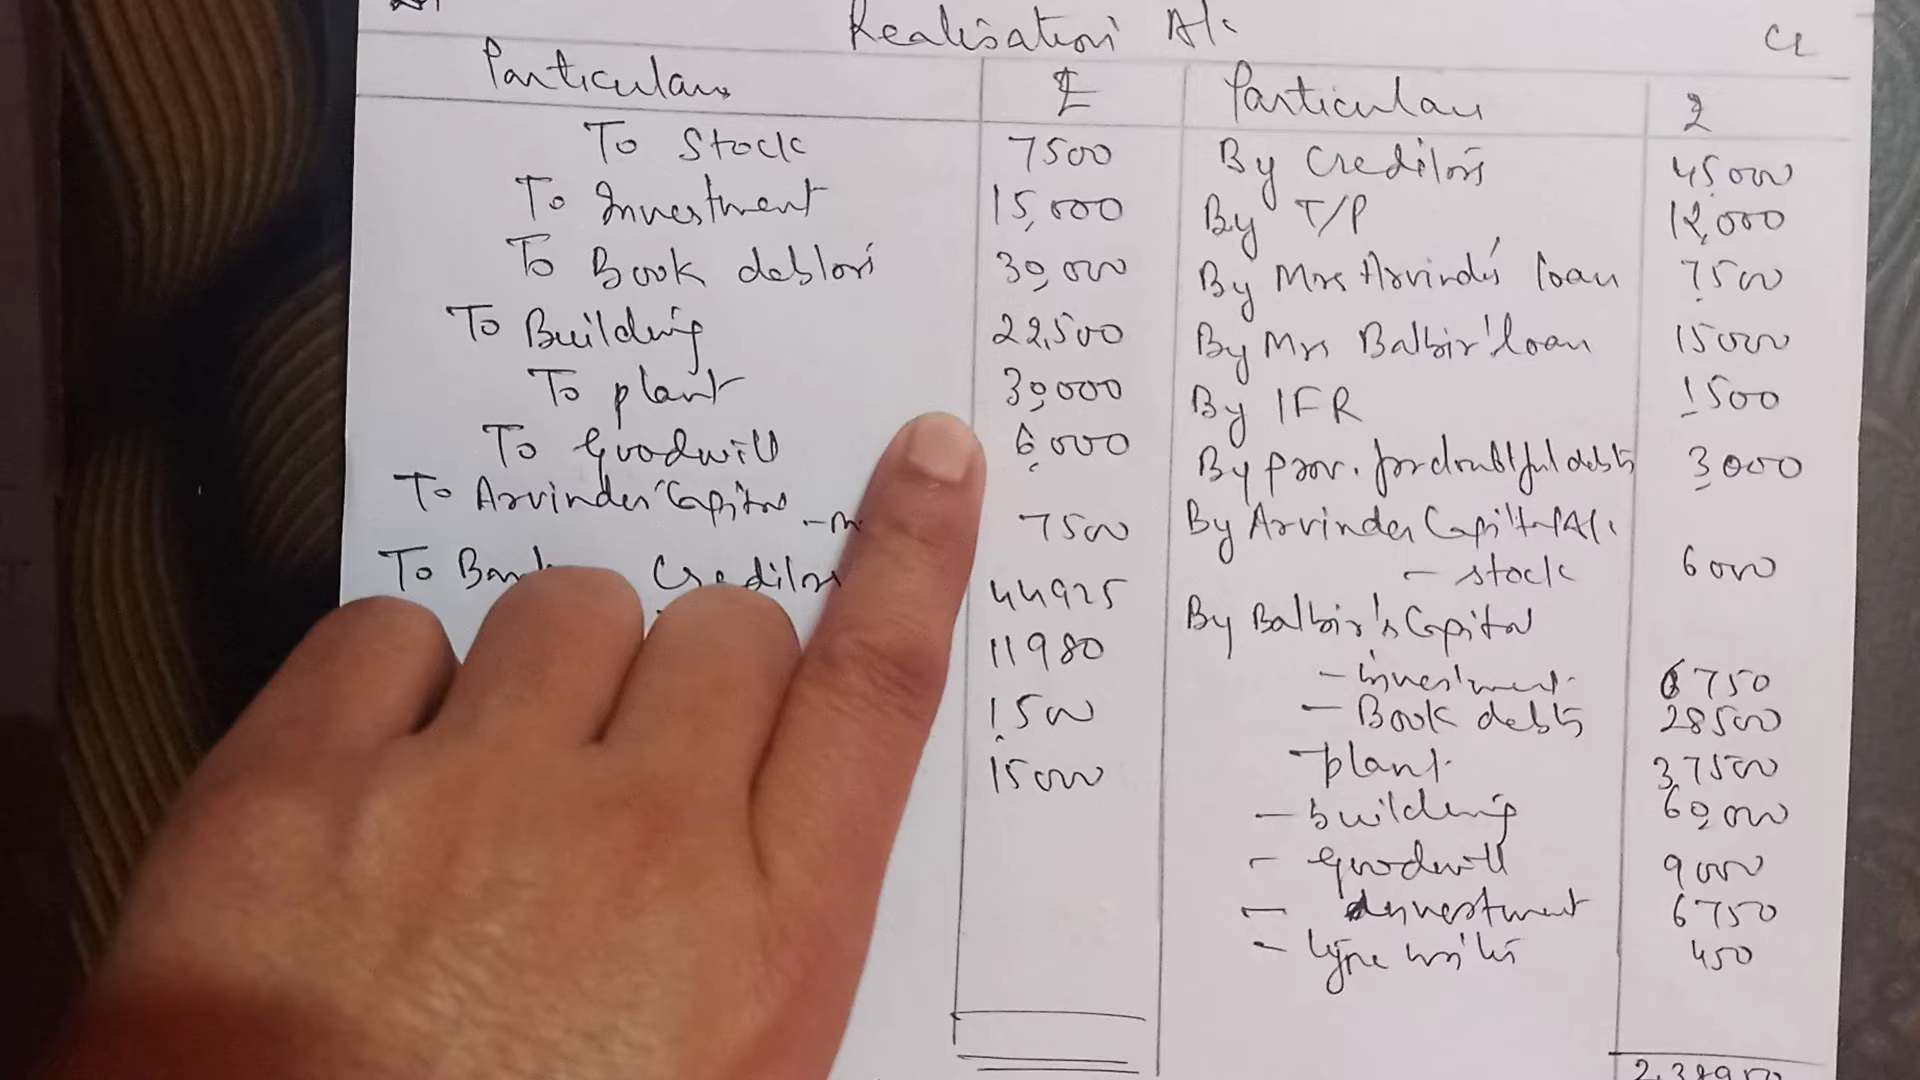 Realisation A/c
Cr
Particulars ₹ Particulars ₹
To Stock 7500 By Creditors 45,000
To Investment 15,000 By T/P 12,000
To Book debtors 30,000 By Mrs Arvind's loan 7500
To Building 22,500 By Mrs Balbir' loan 15000
To plant 30000 By IFR 1500
To Goodwill 6,000 By prov. for doubtful debts 3000
To Arvinder Capital 7500 By Arvinder Capital A/c
- stock 6000
To Bank Creditors 44925 By Balbir's Capital
11980 - investment 6750
1500 - Book debts 28500
15000 - plant 37500
- building 60,000
- goodwill 9000
- investment 6750
- 450